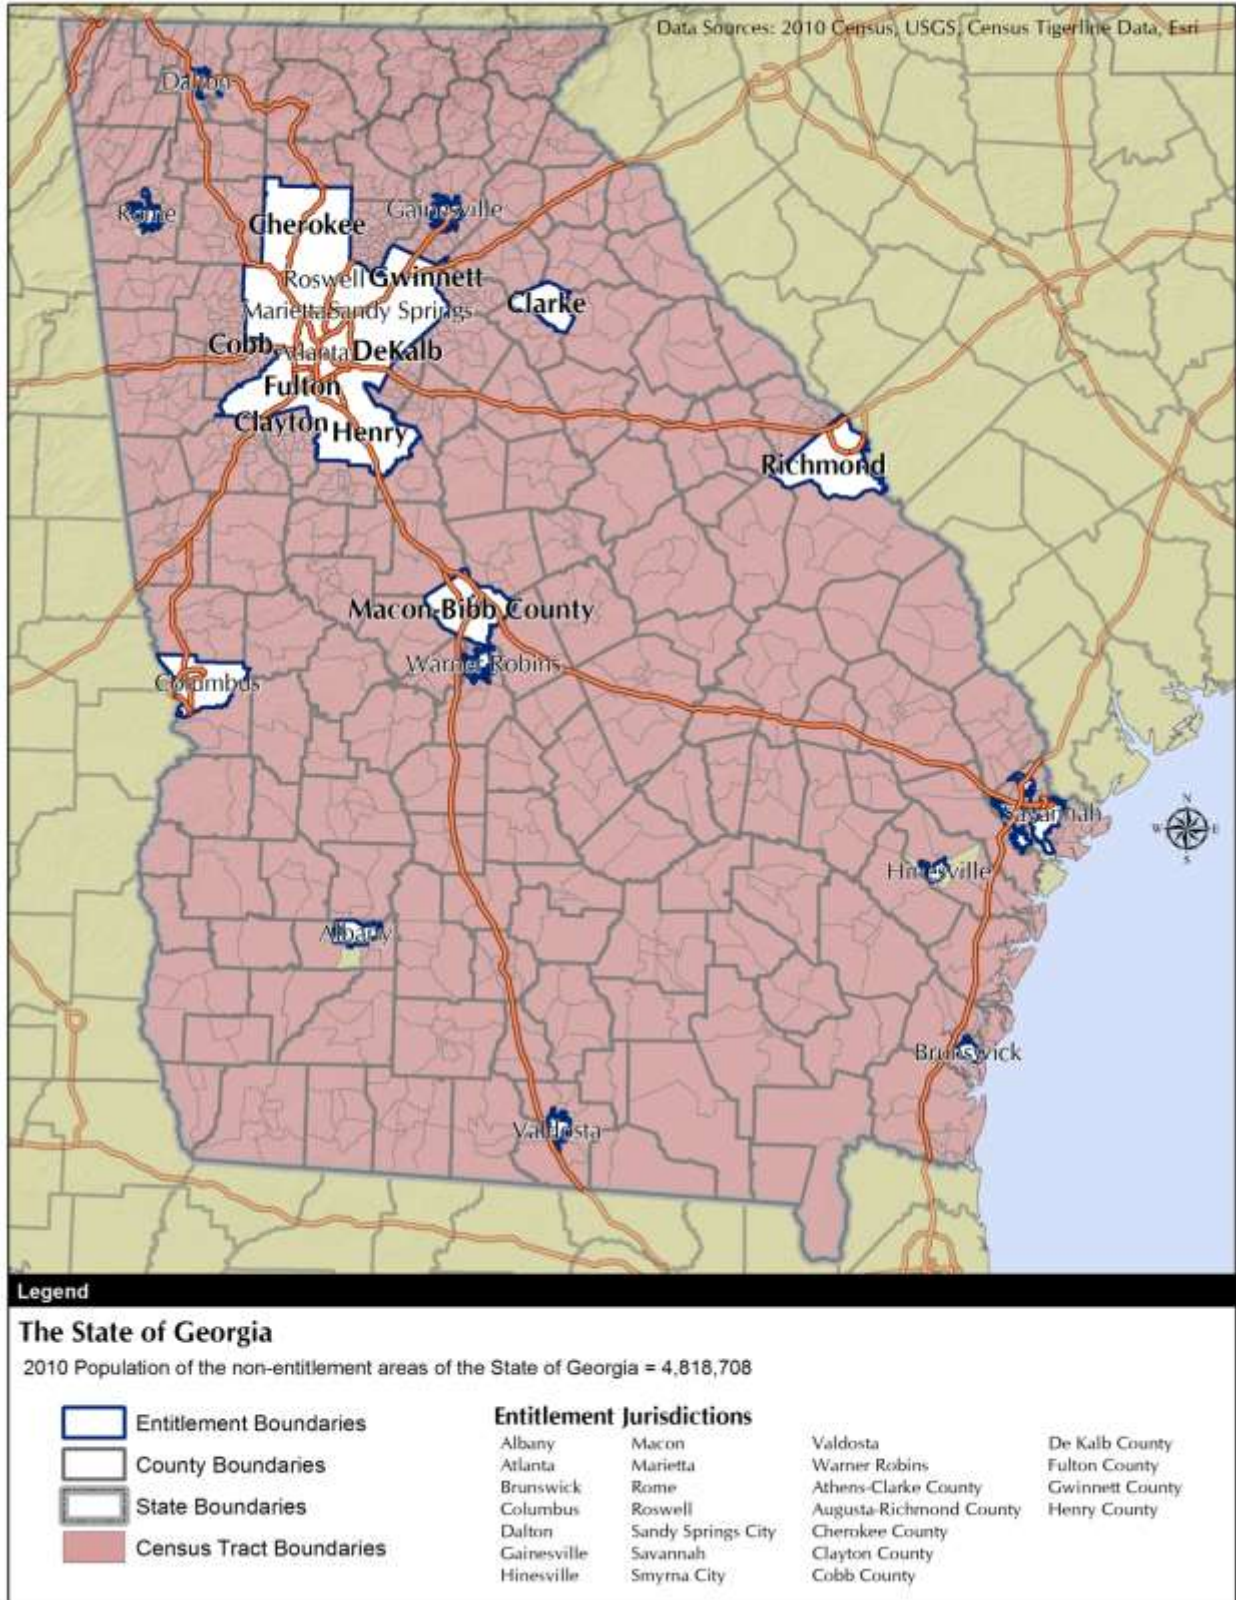 Data Sources: 2010 Census, USGS, Census Tigerline Data, Esri
Dalton
Rome
Gainesville
Cherokee
Roswell
Gwinnett
Marietta
Sandy Springs
Clarke
Cobb
Atlanta
DeKalb
Fulton
Clayton
Henry
Richmond
Macon-Bibb County
Warner Robins
Columbus
Savannah
N
W
E
S
Hinesville
Albany
Brunswick
Valdosta
Legend
The State of Georgia
2010 Population of the non-entitlement areas of the State of Georgia = 4,818,708
Entitlement Boundaries
County Boundaries
State Boundaries
Census Tract Boundaries
Entitlement Jurisdictions
Albany
Atlanta
Brunswick
Columbus
Dalton
Gainesville
Hinesville
Macon
Marietta
Rome
Roswell
Sandy Springs City
Savannah
Smyrna City
Valdosta
Warner Robins
Athens-Clarke County
Augusta-Richmond County
Cherokee County
Clayton County
Cobb County
De Kalb County
Fulton County
Gwinnett County
Henry County